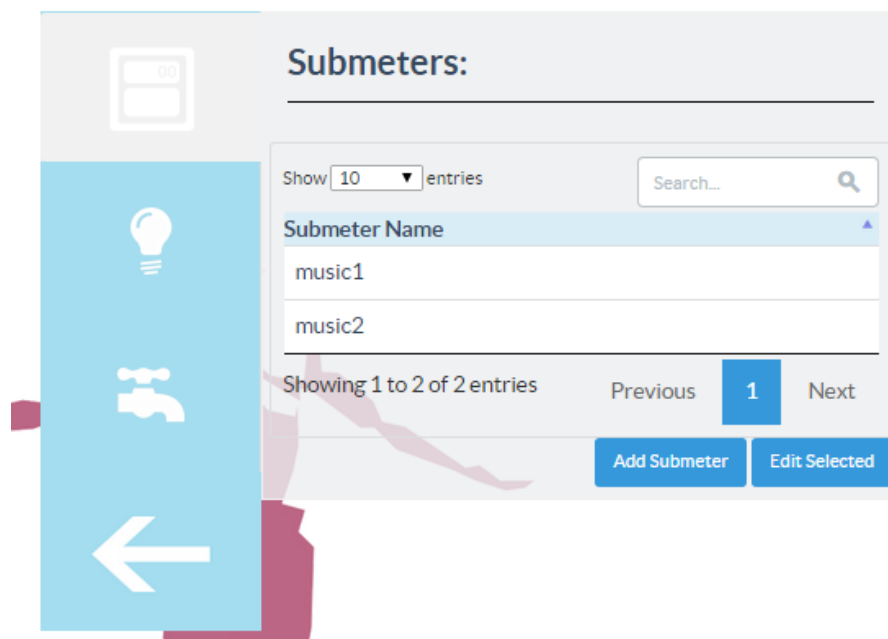 00
Submeters:
Show 10 entries
Search...
Submeter Name
music1
music2
Showing 1 to 2 of 2 entries
Previous 1 Next
Add Submeter Edit Selected